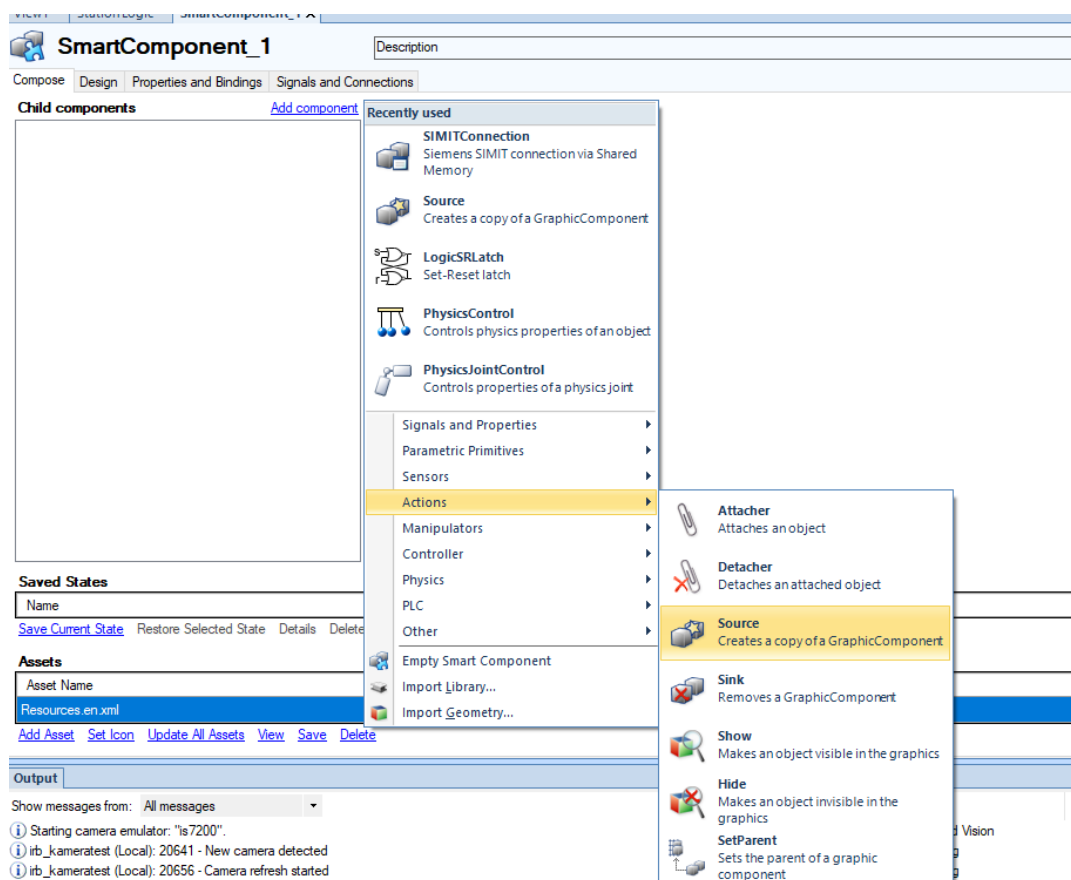 View1
Station Logic
SmartComponent_1 X
SmartComponent_1
Description
Compose
Design
Properties and Bindings
Signals and Connections
Child components
Add component
Recently used
SIMITConnection
Siemens SIMIT connection via Shared
Memory
Source
Creates a copy of a GraphicComponent
LogicSRLatch
Set-Reset latch
PhysicsControl
Controls physics properties of an object
PhysicsJointControl
Controls properties of a physics joint
Signals and Properties
Parametric Primitives
Sensors
Actions
Manipulators
Controller
Physics
PLC
Other
Empty Smart Component
Import Library...
Import Geometry...
Attacher
Attaches an object
Detacher
Detaches an attached object
Source
Creates a copy of a GraphicComponent
Sink
Removes a GraphicComponent
Show
Makes an object visible in the graphics
Hide
Makes an object invisible in the
graphics
SetParent
Sets the parent of a graphic
component
Saved States
Name
Save Current State
Restore Selected State
Details
Delete
Assets
Asset Name
Resources.en.xml
Add Asset
Set Icon
Update All Assets
View
Save
Delete
Output
Show messages from: All messages
Starting camera emulator: "is7200".
d Vision
irb_kameratest (Local): 20641 - New camera detected
g
irb_kameratest (Local): 20656 - Camera refresh started
g